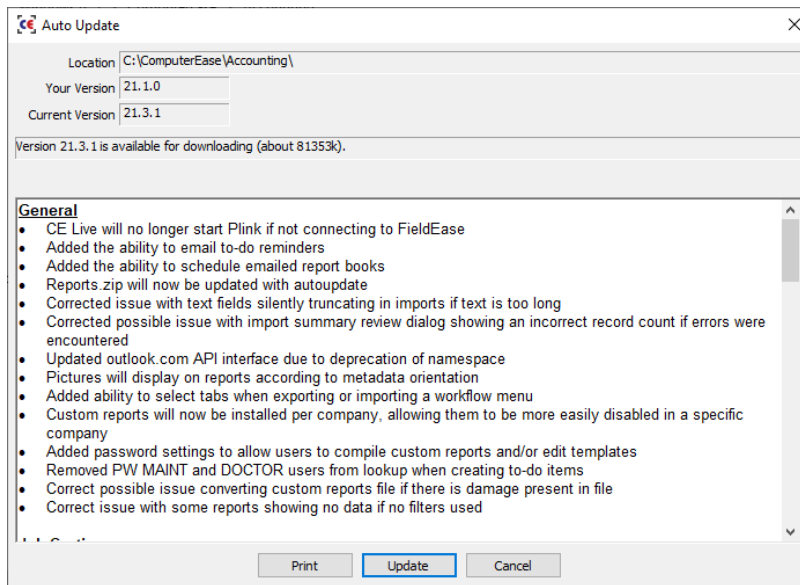 CE Auto Update
Location C:\ComputerEase\Accounting\
Your Version 21.1.0
Current Version 21.3.1
Version 21.3.1 is available for downloading (about 81353k).
General
• CE Live will no longer start Plink if not connecting to FieldEase
• Added the ability to email to-do reminders
• Added the ability to schedule emailed report books
• Reports.zip will now be updated with autoupdate
• Corrected issue with text fields silently truncating in imports if text is too long
• Corrected possible issue with import summary review dialog showing an incorrect record count if errors were
encountered
• Updated outlook.com API interface due to deprecation of namespace
• Pictures will display on reports according to metadata orientation
• Added ability to select tabs when exporting or importing a workflow menu
• Custom reports will now be installed per company, allowing them to be more easily disabled in a specific
company
• Added password settings to allow users to compile custom reports and/or edit templates
• Removed PW MAINT and DOCTOR users from lookup when creating to-do items
• Correct possible issue converting custom reports file if there is damage present in file
• Correct issue with some reports showing no data if no filters used
Print Update Cancel